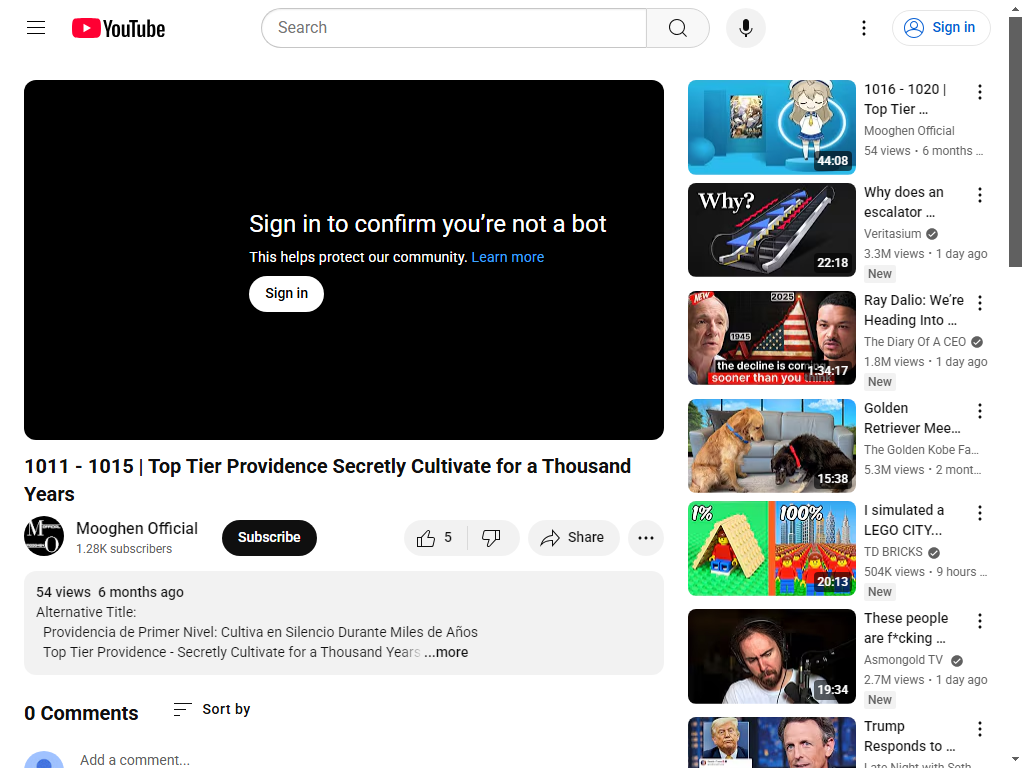 YouTube
Search
Sign in
Sign in to confirm you’re not a bot
This helps protect our community. Learn more
Sign in
1011 - 1015 | Top Tier Providence Secretly Cultivate for a Thousand
Years
Mooghen Official
1.28K subscribers
Subscribe
5
Share
...
54 views 6 months ago
Alternative Title:
Providencia de Primer Nivel: Cultiva en Silencio Durante Miles de Años
Top Tier Providence - Secretly Cultivate for a Thousand Years ...more
0 Comments
Sort by
Add a comment...
44:08
1016 - 1020 |
Top Tier ...
Mooghen Official
54 views • 6 months ...
Why?
22:18
Why does an
escalator ...
Veritasium
3.3M views • 1 day ago
New
NEW
2025
1945
the decline is coming
sooner than you think
1:34:17
Ray Dalio: We’re
Heading Into ...
The Diary Of A CEO
1.8M views • 1 day ago
New
15:38
Golden
Retriever Mee...
The Golden Kobe Fa...
5.3M views • 2 mont...
1%
100%
20:13
I simulated a
LEGO CITY...
TD BRICKS
504K views • 9 hours ...
New
19:34
These people
are f*cking ...
Asmongold TV
2.7M views • 1 day ago
New
Trump
Responds to ...
Late Night with Seth